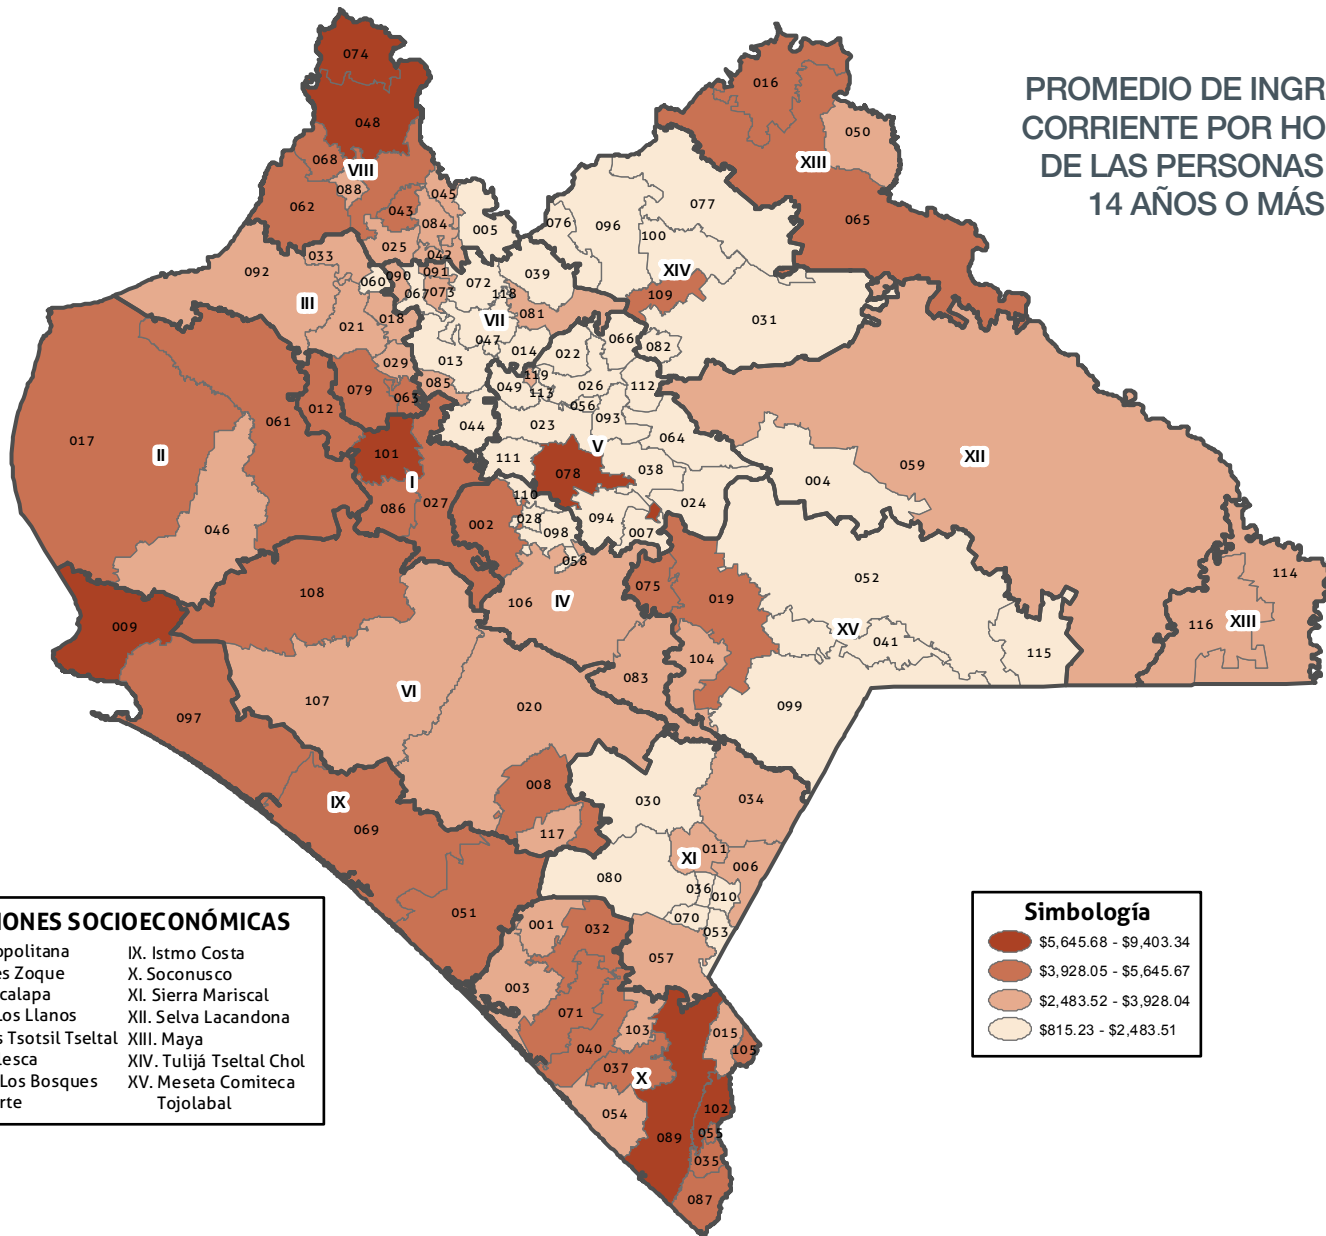 PROMEDIO DE INGR
CORRIENTE POR HO
DE LAS PERSONAS
14 AÑOS O MÁS
074
048
016
050
068
VIII
088
XIII
062
043
045
084
005
077
065
025
042
076
096
100
033
092
060
090
091
039
XIV
067
073
072
118
109
III
018
VII
081
031
021
047
066
082
013
014
022
029
119
079
085
049
026
112
063
113
012
056
061
044
023
093
064
017
II
101
V
XII
111
038
059
I
078
004
110
024
086
027
002
028
094
046
098
007
058
052
108
075
106
IV
019
114
009
116
XIII
XV
041
115
104
083
107
VI
020
099
097
008
030
034
IX
069
117
011
XI
006
080
036
010
051
070
053
001
032
057
003
071
103
015
040
105
037
X
054
102
089
055
035
087
IONES SOCIOECONÓMICAS
opolitana
es Zoque
calapa
Los Llanos
s Tsotsil Tseltal
lesca
Los Bosques
rte
IX. Istmo Costa
X. Soconusco
XI. Sierra Mariscal
XII. Selva Lacandona
XIII. Maya
XIV. Tulijá Tseltal Chol
XV. Meseta Comiteca
Tojolabal
Simbología
$5,645.68 - $9,403.34
$3,928.05 - $5,645.67
$2,483.52 - $3,928.04
$815.23 - $2,483.51